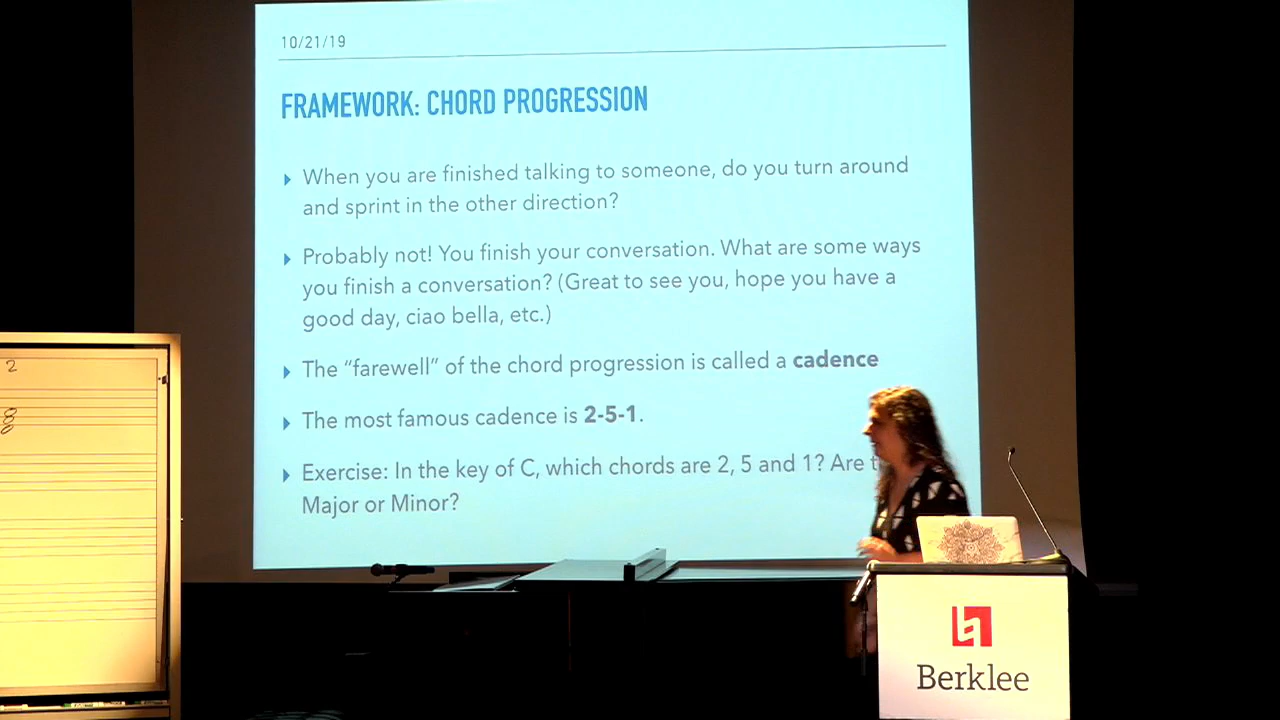 10/21/19
FRAMEWORK: CHORD PROGRESSION
When you are finished talking to someone, do you turn around
and sprint in the other direction?
Probably not! You finish your conversation. What are some ways
you finish a conversation? (Great to see you, hope you have a
good day, ciao bella, etc.)
The “farewell” of the chord progression is called a cadence
The most famous cadence is 2-5-1.
Exercise: In the key of C, which chords are 2, 5 and 1? Are
Major or Minor?
2
Berklee